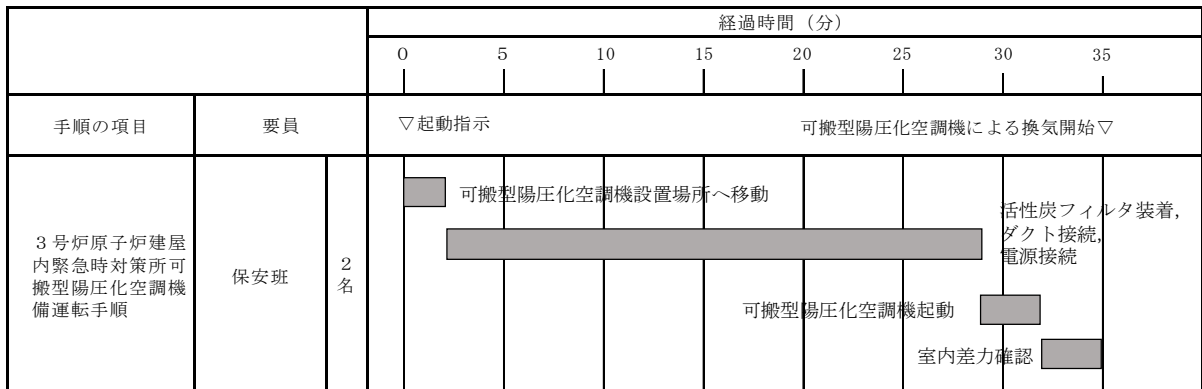 経過時間（分）
0 5 10 15 20 25 30 35
手順の項目 要員 ▽起動指示 可搬型陽圧化空調機による換気開始▽
可搬型陽圧化空調機設置場所へ移動
活性炭フィルタ装着，
ダクト接続，
電源接続
３号炉原子炉建屋
内緊急時対策所可
搬型陽圧化空調機
備運転手順
保安班
２
名
可搬型陽圧化空調機起動
室内差力確認